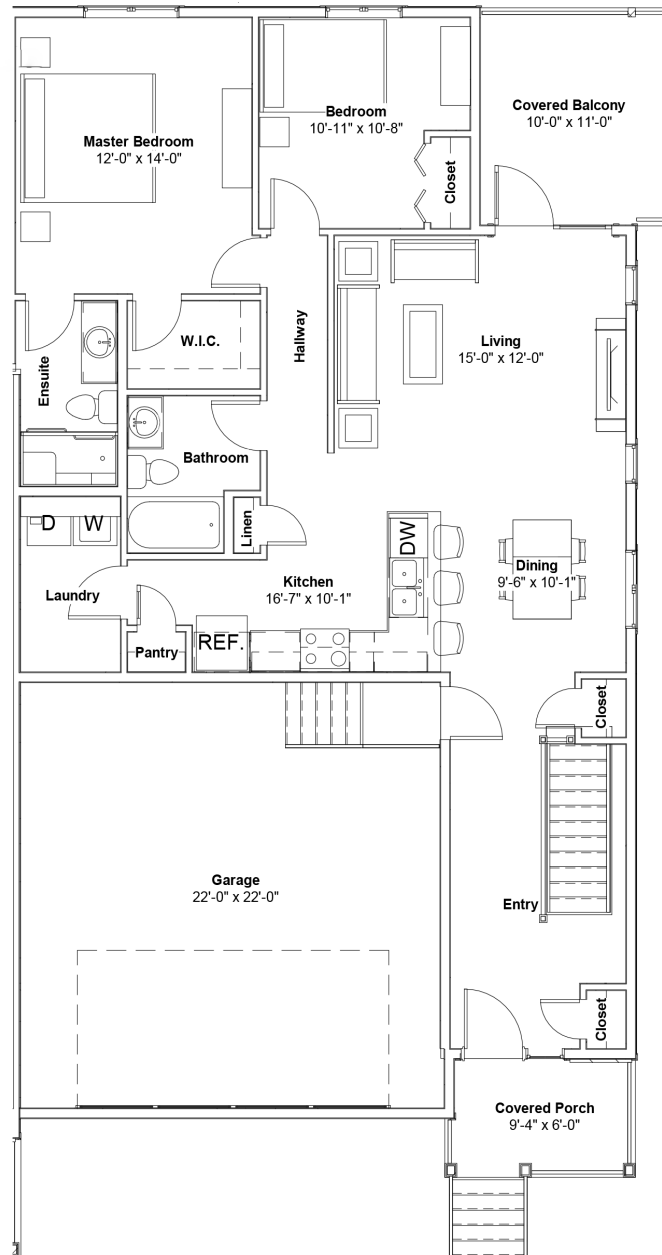 Master Bedroom
12'-0" x 14'-0"
Bedroom
10'-11" x 10'-8"
Covered Balcony
10'-0" x 11'-0"
Closet
Ensuite
W.I.C.
Hallway
Living
15'-0" x 12'-0"
Bathroom
Linen
D
W
DW
Laundry
Pantry
Kitchen
16'-7" x 10'-1"
REF.
Dining
9'-6" x 10'-1"
Closet
Garage
22'-0" x 22'-0"
Entry
Closet
Covered Porch
9'-4" x 6'-0"